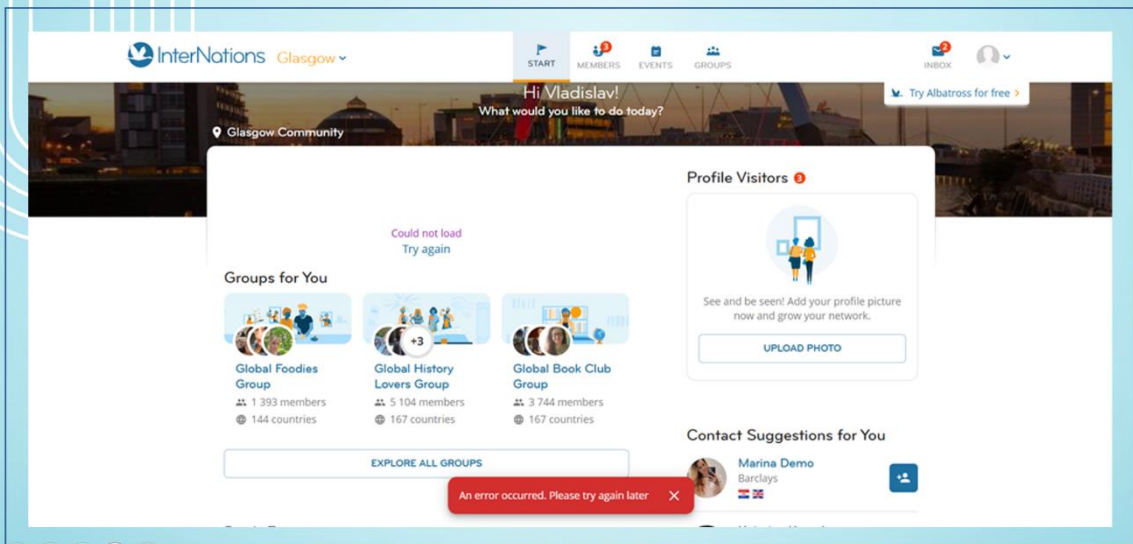 InterNations Glasgow
START
MEMBERS
3
EVENTS
GROUPS
INBOX
2
Try Albatross for free >
Hi Vladislav!
What would you like to do today?
Glasgow Community
Could not load
Try again
Profile Visitors 3
See and be seen! Add your profile picture
now and grow your network.
UPLOAD PHOTO
Groups for You
+3
Global Foodies
Group
1 393 members
144 countries
Global History
Lovers Group
5 104 members
167 countries
Global Book Club
Group
3 744 members
167 countries
EXPLORE ALL GROUPS
Contact Suggestions for You
Marina Demo
Barclays
An error occurred. Please try again later X